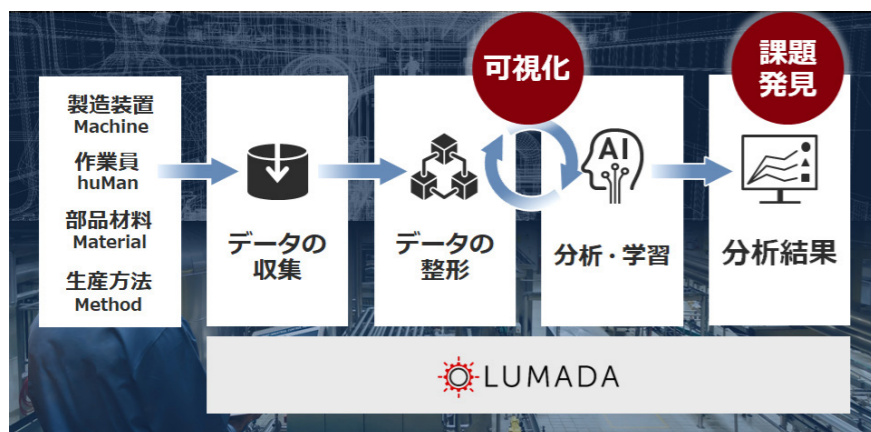 可視化
課題
発見
製造装置
Machine
作業員
huMan
部品材料
Material
生産方法
Method
データの
収集
データの
整形
AI
分析・学習
分析結果
LUMADA